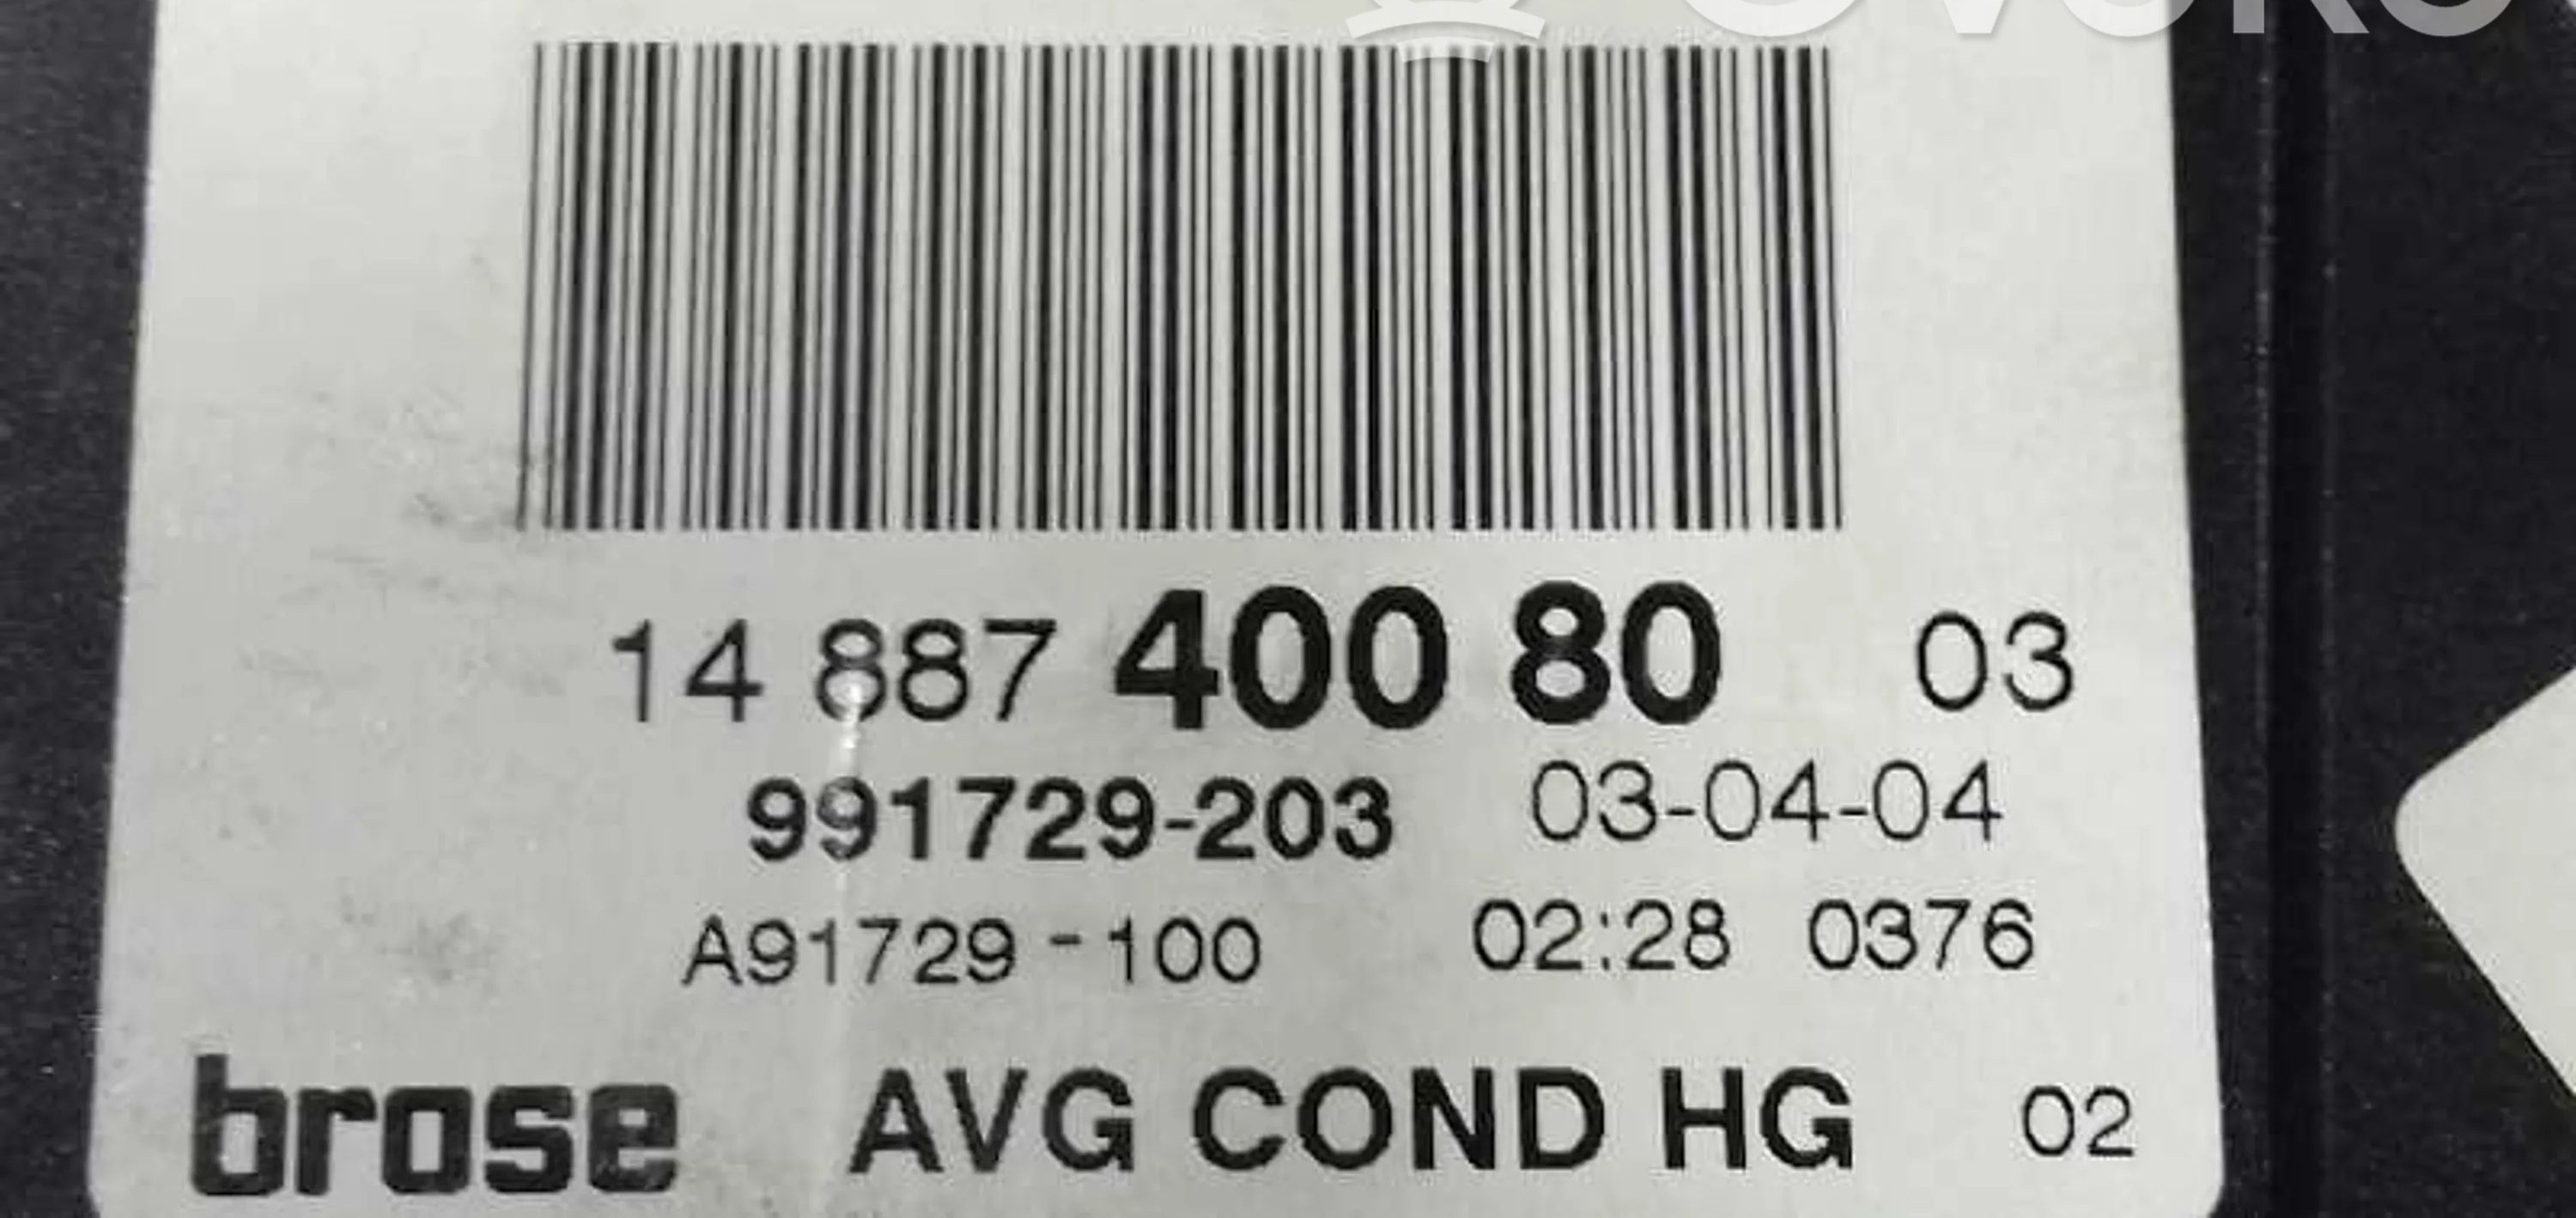 14 887 400 80 03
991729-203 03-04-04
A91729-100 02:28 0376
brose AVG COND HG 02